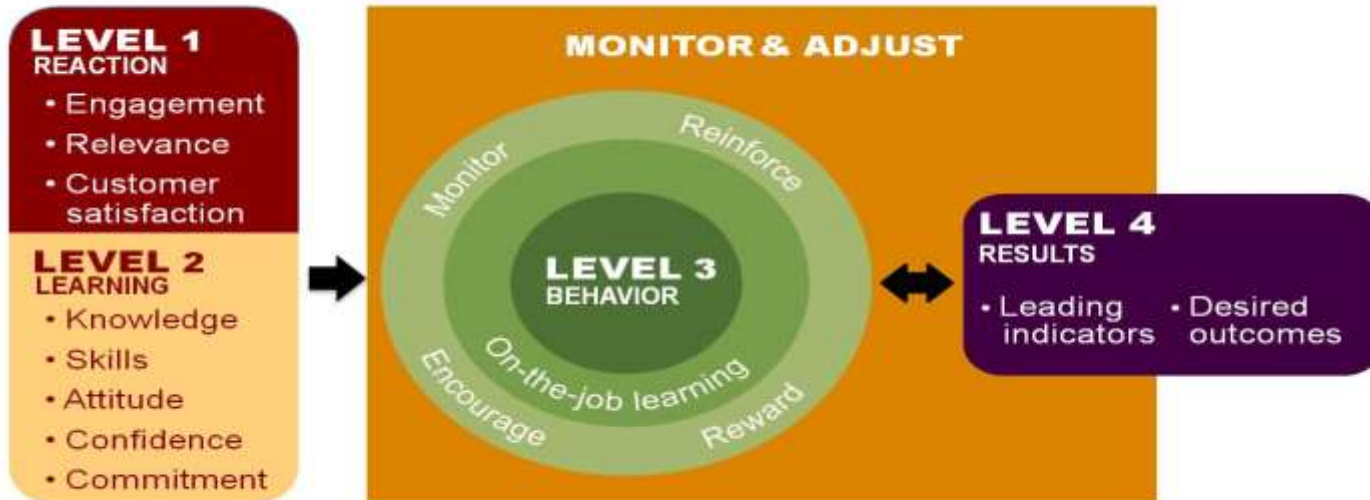 LEVEL 1
REACTION
• Engagement
• Relevance
• Customer
satisfaction
LEVEL 2
LEARNING
• Knowledge
• Skills
• Attitude
• Confidence
• Commitment
MONITOR & ADJUST
Monitor
Reinforce
LEVEL 3
BEHAVIOR
On-the-job learning
Encourage
Reward
LEVEL 4
RESULTS
• Leading
indicators
• Desired
outcomes